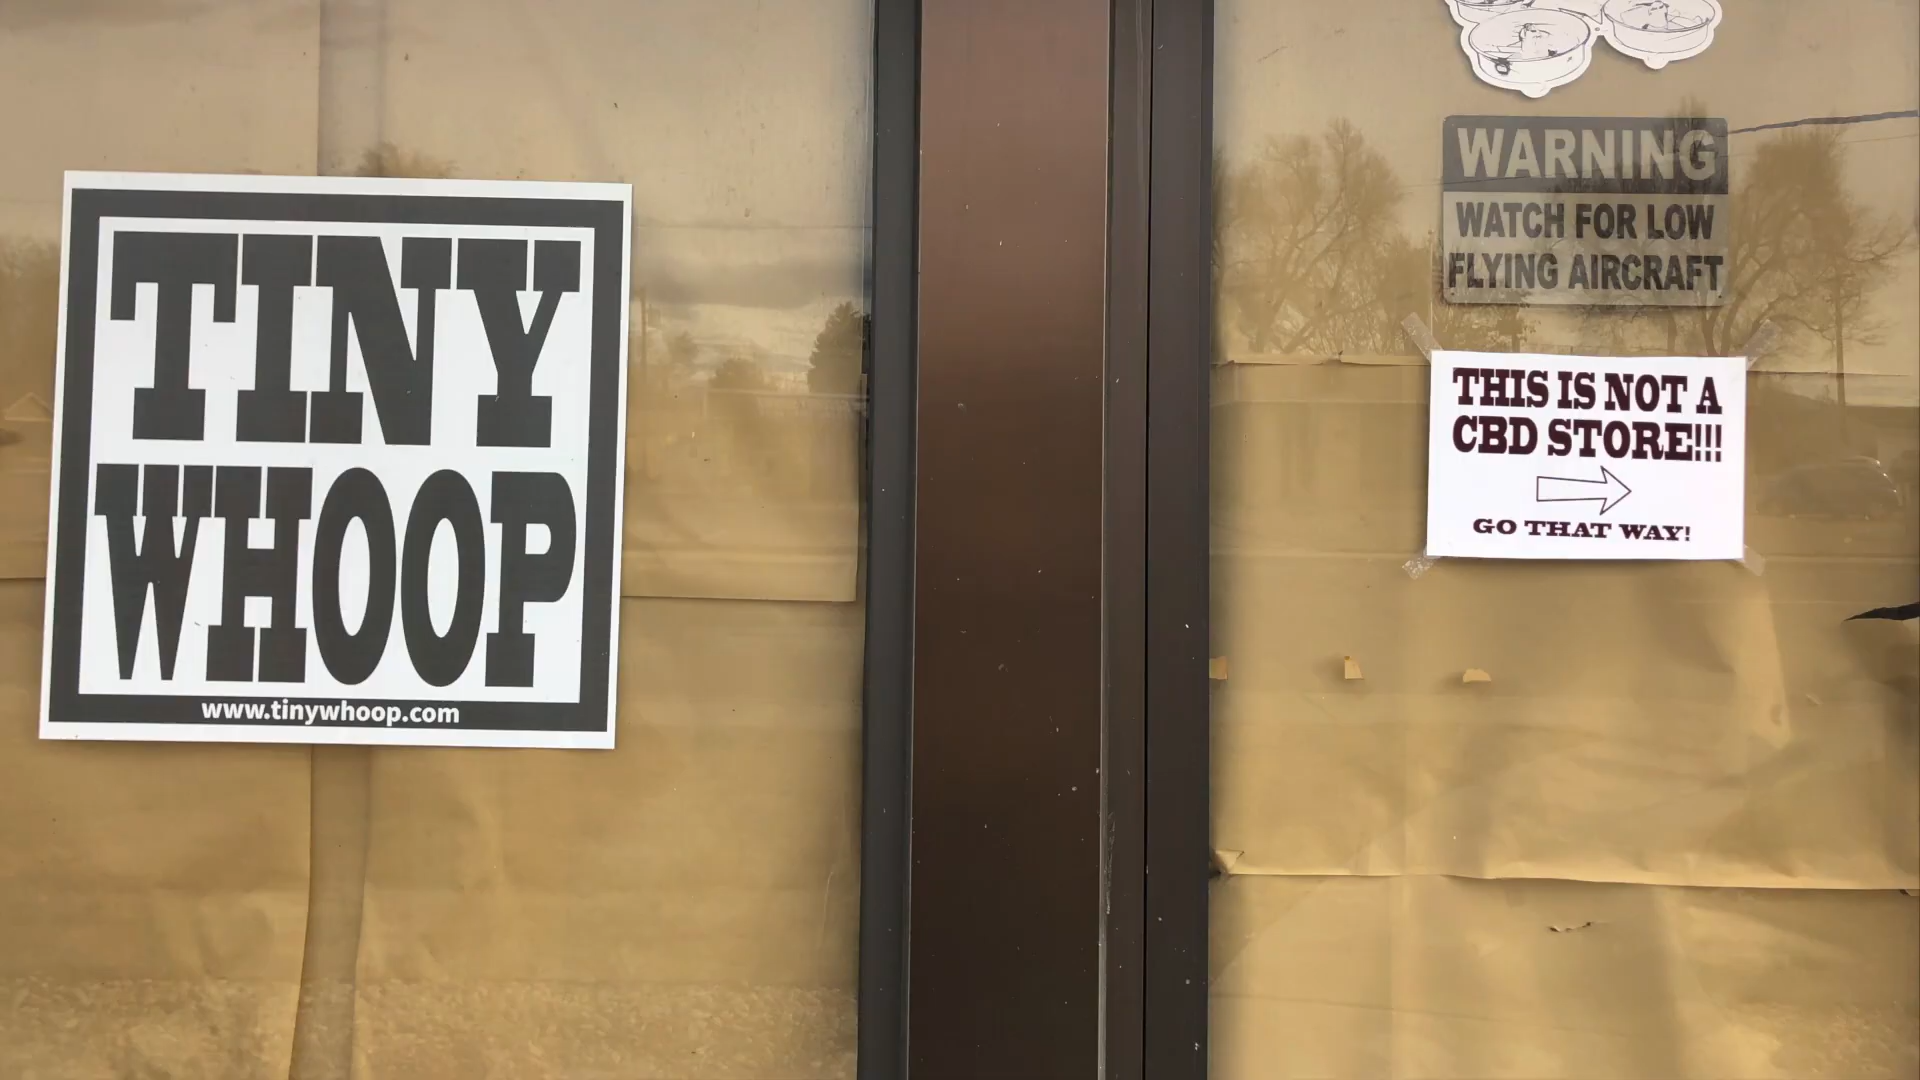 TINY
WHOOP
www.tinywhoop.com
WARNING
WATCH FOR LOW
FLYING AIRCRAFT
THIS IS NOT A
CBD STORE!!!
GO THAT WAY!